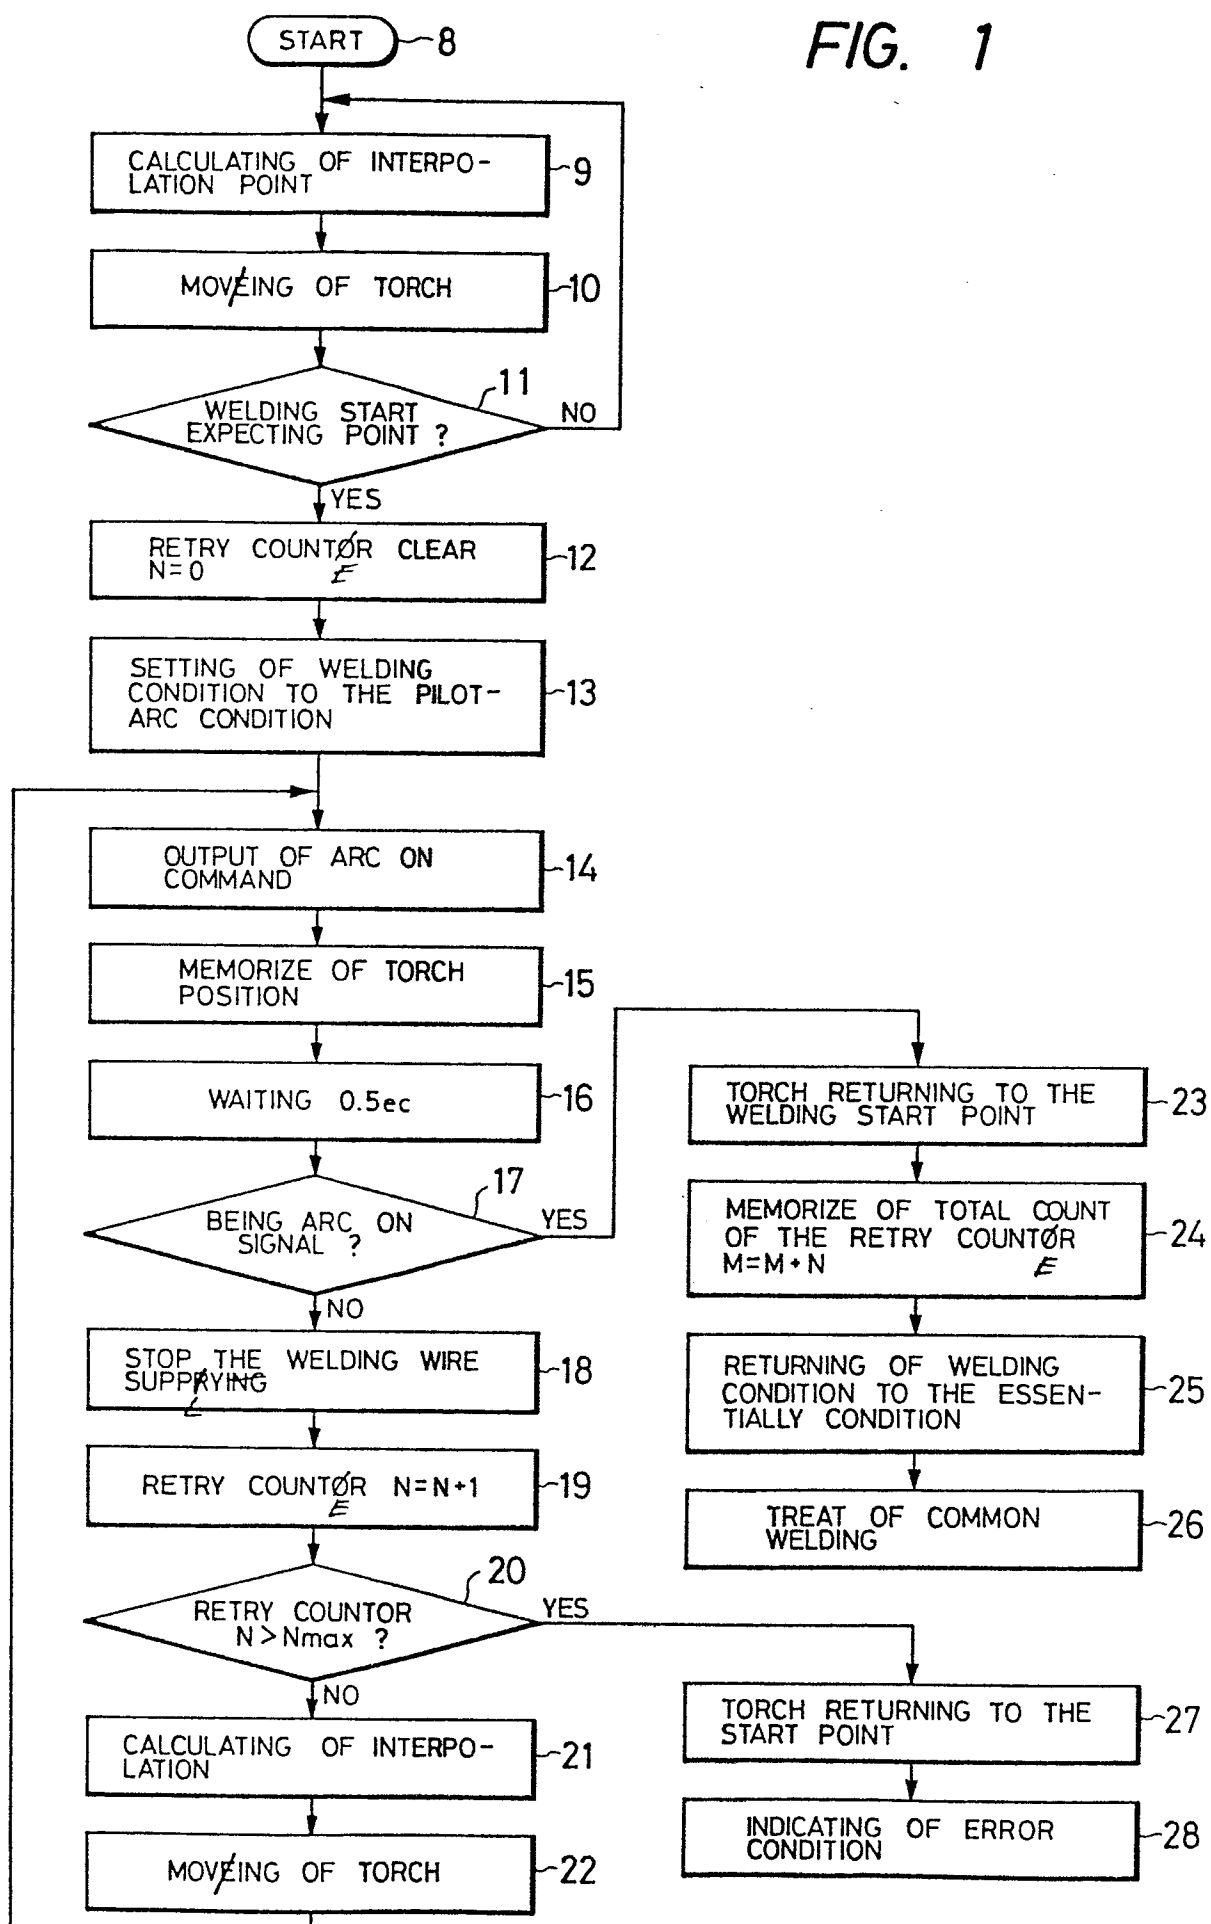 FIG. 1
START
8
CALCULATING OF INTERPO-
LATION POINT
9
MOVEING OF TORCH
10
11
WELDING START
EXPECTING POINT ?
NO
YES
RETRY COUNTOR CLEAR
N=0 E
12
SETTING OF WELDING
CONDITION TO THE PILOT-
ARC CONDITION
13
OUTPUT OF ARC ON
COMMAND
14
MEMORIZE OF TORCH
POSITION
15
WAITING 0.5ec
16
17
BEING ARC ON
SIGNAL ?
YES
NO
STOP THE WELDING WIRE
SUPPRYING
L
18
RETRY COUNTOR N=N+1
E
19
20
RETRY COUNTOR
N>Nmax ?
YES
NO
CALCULATING OF INTERPO-
LATION
21
MOVEING OF TORCH
22
TORCH RETURNING TO THE
WELDING START POINT
23
MEMORIZE OF TOTAL COUNT
OF THE RETRY COUNTOR
M=M+N E
24
RETURNING OF WELDING
CONDITION TO THE ESSEN-
TIALLY CONDITION
25
TREAT OF COMMON
WELDING
26
TORCH RETURNING TO THE
START POINT
27
INDICATING OF ERROR
CONDITION
28